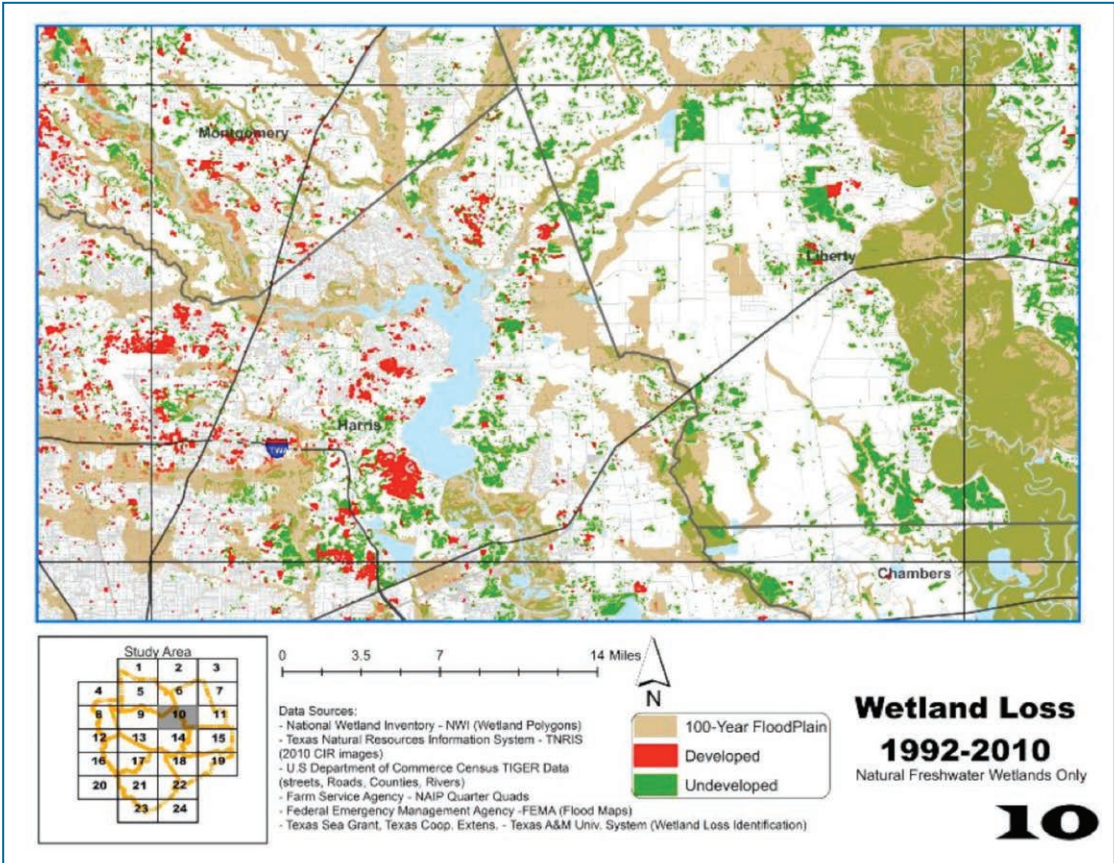 Montgomery
Liberty
Harris
Chambers
Study Area
1 2 3
4 5 6 7
8 9 10 11
12 13 14 15
16 17 18 19
20 21 22
23 24
0 3.5 7 14 Miles
N
Data Sources:
- National Wetland Inventory - NWI (Wetland Polygons)
- Texas Natural Resources Information System - TNRIS
(2010 CIR images)
- U.S Department of Commerce Census TIGER Data
(streets, Roads, Counties, Rivers)
- Farm Service Agency - NAIP Quarter Quads
- Federal Emergency Management Agency -FEMA (Flood Maps)
- Texas Sea Grant, Texas Coop. Extens. - Texas A&M Univ. System (Wetland Loss Identification)
100-Year FloodPlain
Developed
Undeveloped
Wetland Loss
1992-2010
Natural Freshwater Wetlands Only
10